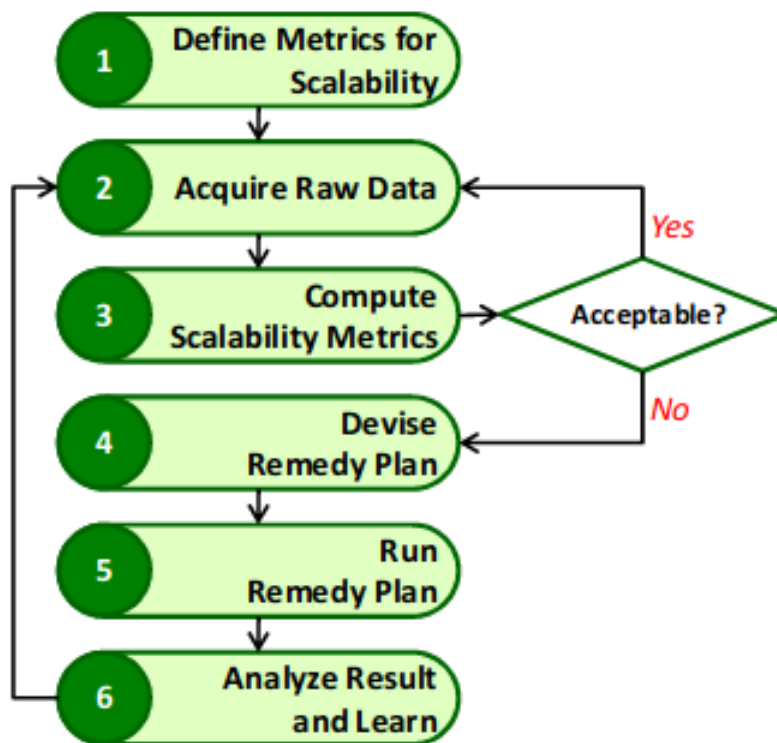 1
Define Metrics for
Scalability
2
Acquire Raw Data
Yes
3
Compute
Scalability Metrics
Acceptable?
No
4
Devise
Remedy Plan
5
Run
Remedy Plan
6
Analyze Result
and Learn